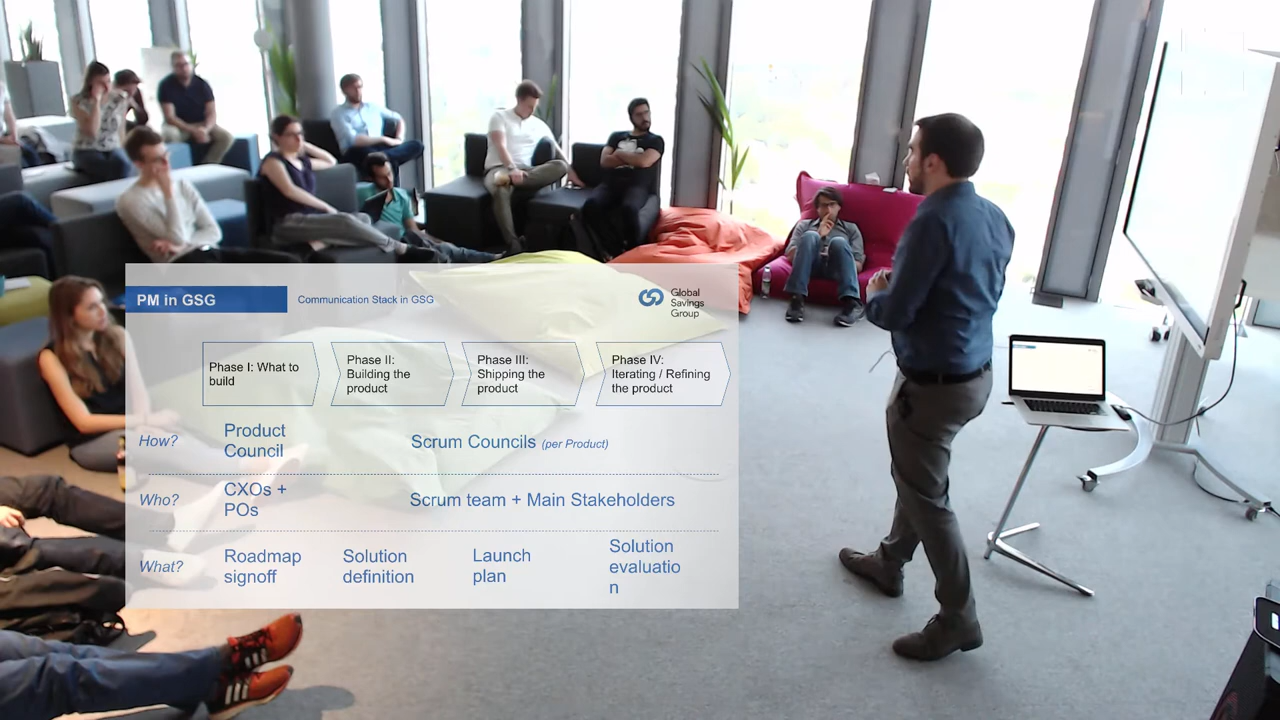 PM in GSG
Communication Stack in GSG
Global
Savings
Group
Phase I: What to
build
Phase II:
Building the
product
Phase III:
Shipping the
product
Phase IV:
Iterating / Refining
the product
How?
Product
Council
Scrum Councils (per Product)
Who?
CXOs +
POs
Scrum team + Main Stakeholders
What?
Roadmap
signoff
Solution
definition
Launch
plan
Solution
evaluatio
n